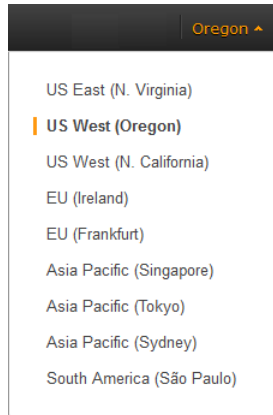 Oregon
US East (N. Virginia)
US West (Oregon)
US West (N. California)
EU (Ireland)
EU (Frankfurt)
Asia Pacific (Singapore)
Asia Pacific (Tokyo)
Asia Pacific (Sydney)
South America (São Paulo)